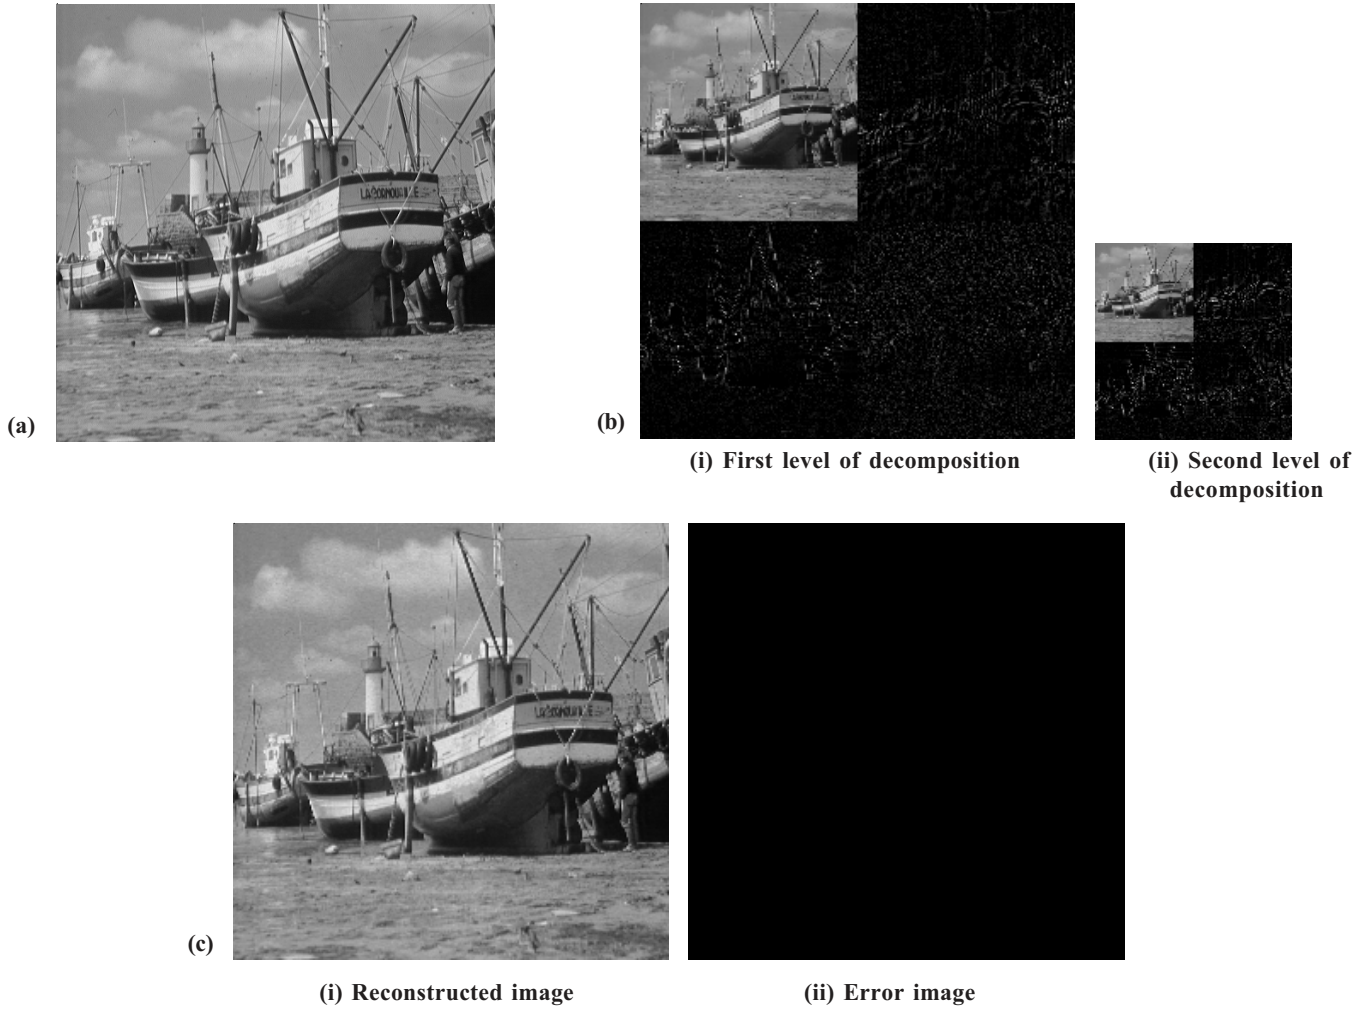 (a)
(b)
(i) First level of decomposition
(ii) Second level of
decomposition
(c)
(i) Reconstructed image
(ii) Error image